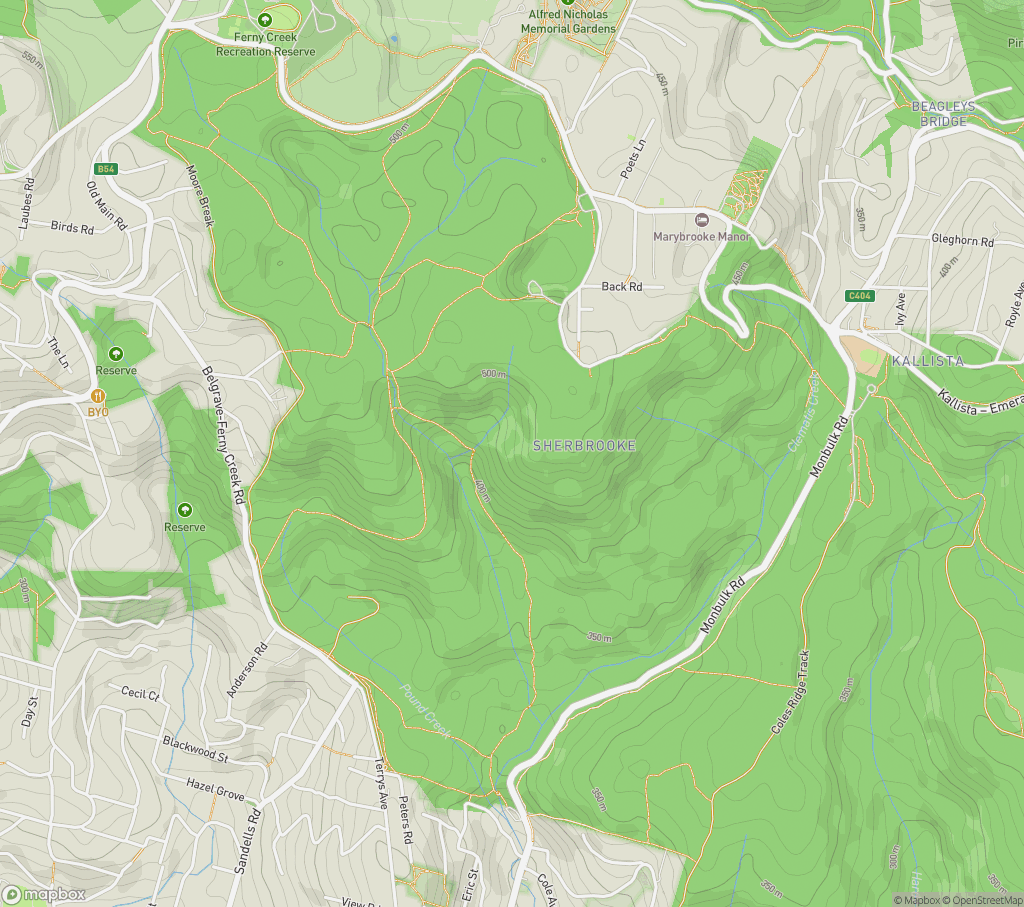 Alfred Nicholas
Memorial Gardens
Ferny Creek
Recreation Reserve
550 m
450 m
500 m
BEAGLEYS
BRIDGE
Poets Ln
B54
Moore Break
Laubes Rd
Old Main Rd
Birds Rd
350 m
Marybrooke Manor
Gleghorn Rd
400 m
450 m
Back Rd
C404
Ivy Ave
Royle Ave
The Ln
Reserve
500 m
KALLISTA
Belgrave-Ferny Creek Rd
BYO
Clematis Creek
Kallista – Emera
SHERBROOKE
Monbulk Rd
400 m
Reserve
300 m
Monbulk Rd
350 m
Anderson Rd
Coles Ridge Track
350 m
Cecil Ct
Day St
Pound Creek
Blackwood St
Hazel Grove
Terrys Ave
Peters Rd
350 m
Sandells Rd
300 m
Eric St
Cole Av
350 m
350 m
mapbox
© Mapbox © OpenStreetMap